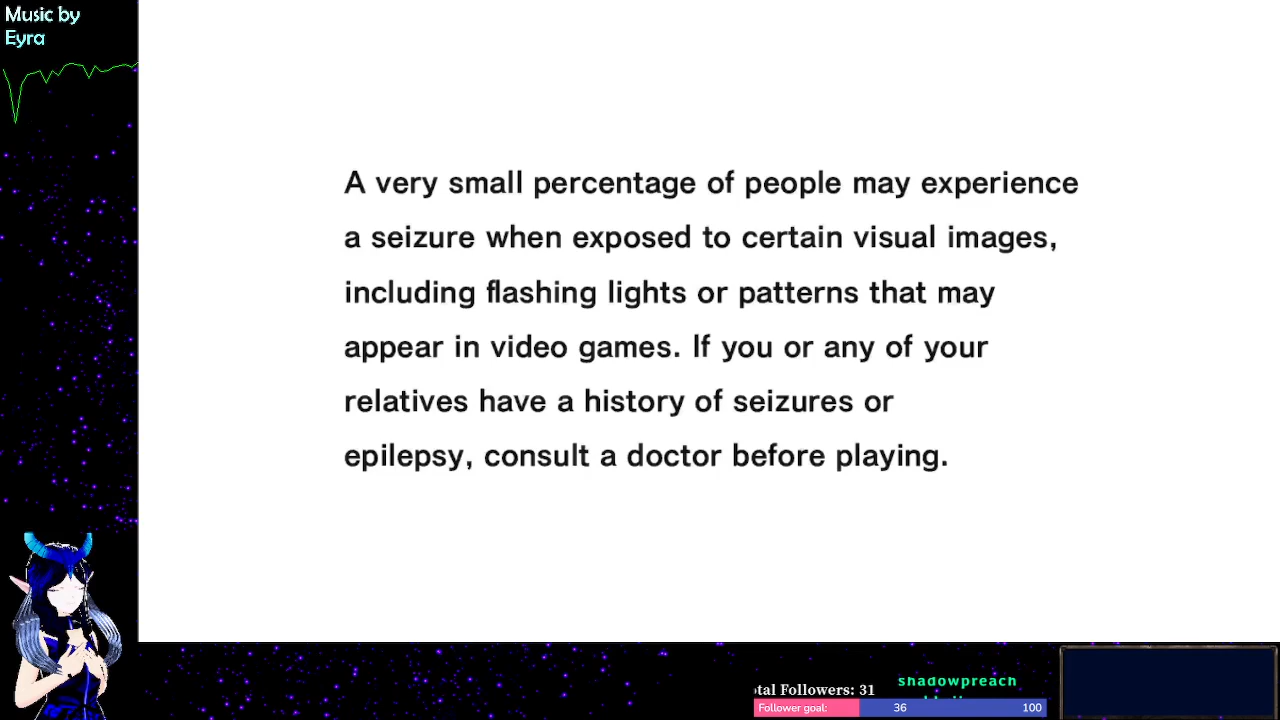 Music by
Eyra
A very small percentage of people may experience
a seizure when exposed to certain visual images,
including flashing lights or patterns that may
appear in video games. If you or any of your
relatives have a history of seizures or
epilepsy, consult a doctor before playing.
shadowpreach
Followers: 31
Follower goal: 36 100